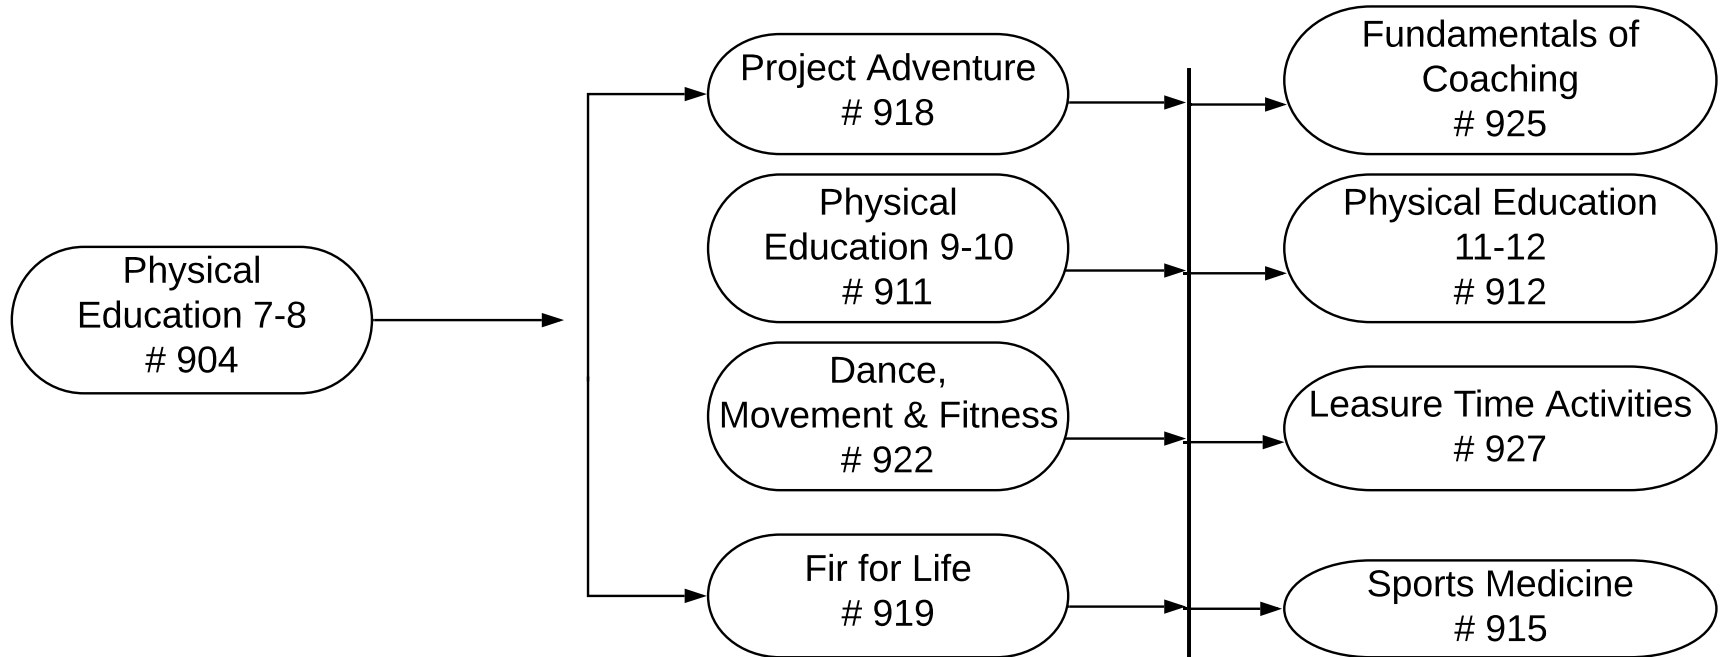 Physical
Education 7-8
# 904
Project Adventure
# 918
Physical
Education 9-10
# 911
Dance,
Movement & Fitness
# 922
Fir for Life
# 919
Fundamentals of
Coaching
# 925
Physical Education
11-12
# 912
Leasure Time Activities
# 927
Sports Medicine
# 915